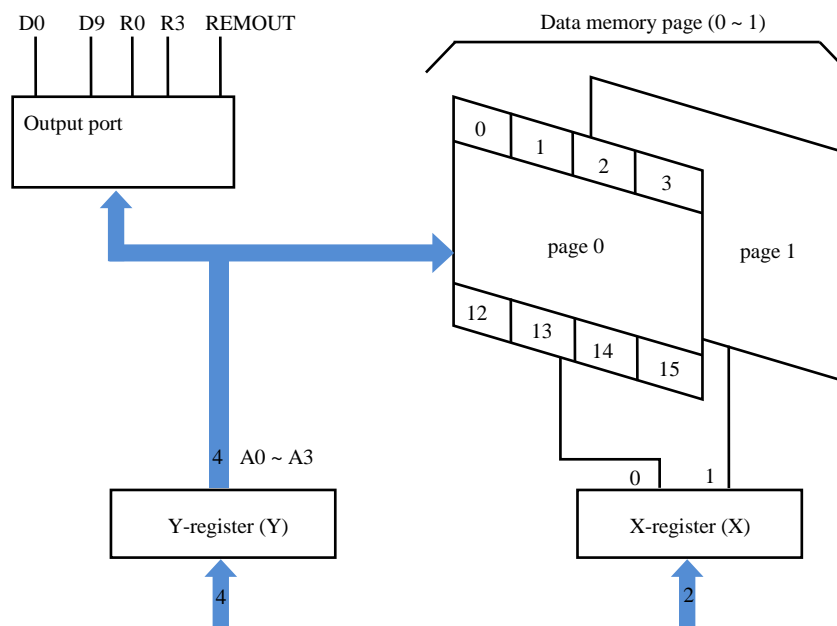 D0 D9 R0 R3 REMOUT
Data memory page (0 ~ 1)
Output port
0 1 2 3
page 0
page 1
12 13 14 15
4 A0 ~ A3
0 1
Y-register (Y)
X-register (X)
4
2